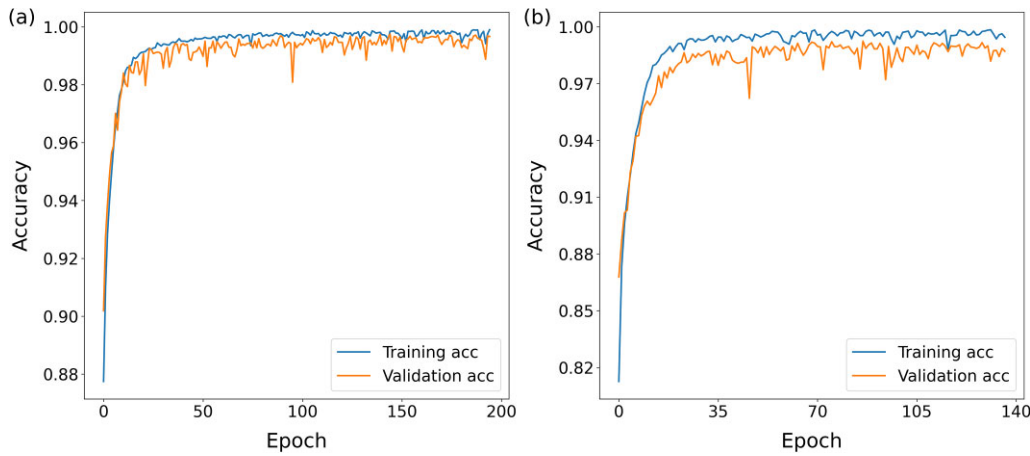 (a)
1.00
0.98
0.96
0.94
0.92
0.90
0.88
Accuracy
0 50 100 150 200
Epoch
Training acc
Validation acc
(b)
1.00
0.97
0.94
0.91
0.88
0.85
0.82
Accuracy
0 35 70 105 140
Epoch
Training acc
Validation acc